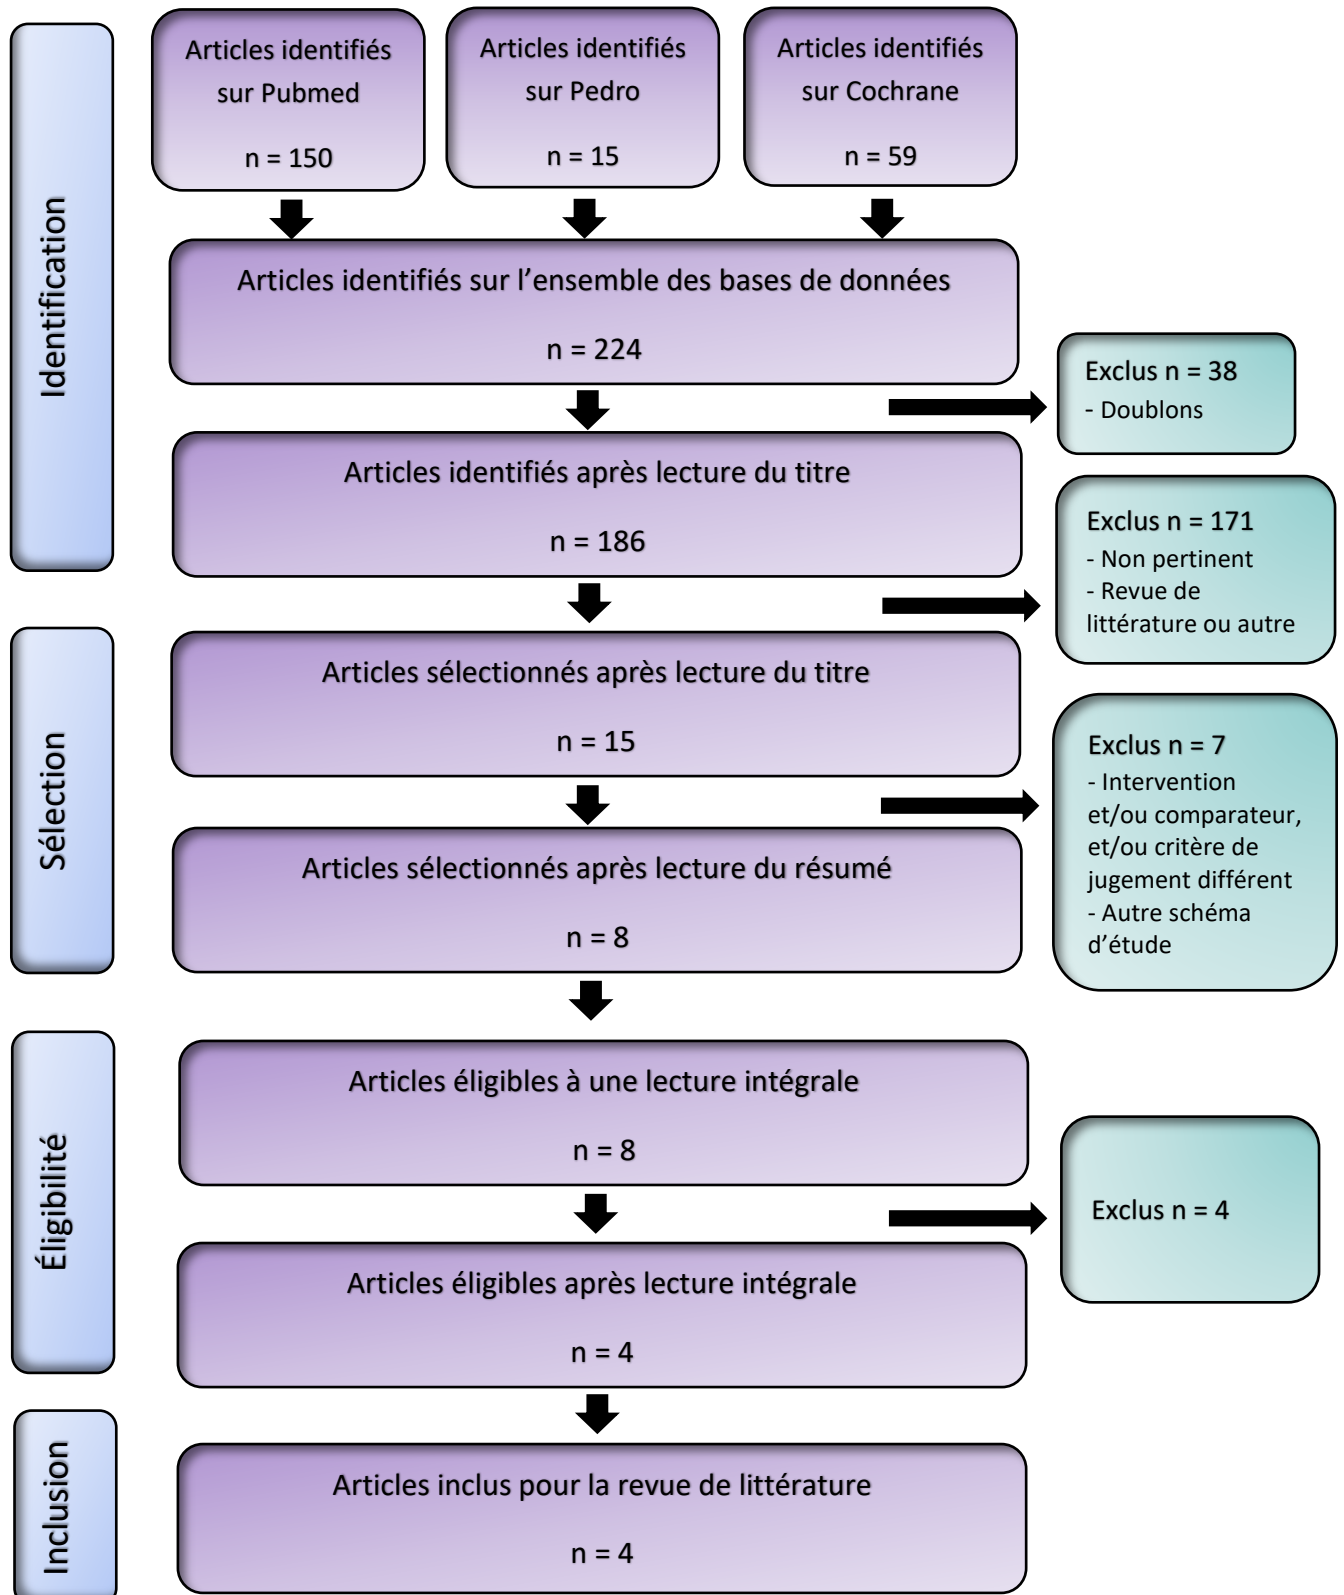 Identification
Articles identifiés
sur Pubmed
n = 150
Articles identifiés
sur Pedro
n = 15
Articles identifiés
sur Cochrane
n = 59
Articles identifiés sur l’ensemble des bases de données
n = 224
Exclus n = 38
- Doublons
Articles identifiés après lecture du titre
n = 186
Exclus n = 171
- Non pertinent
- Revue de
littérature ou autre
Sélection
Articles sélectionnés après lecture du titre
n = 15
Exclus n = 7
- Intervention
et/ou comparateur,
et/ou critère de
jugement différent
- Autre schéma
d’étude
Articles sélectionnés après lecture du résumé
n = 8
Éligibilité
Articles éligibles à une lecture intégrale
n = 8
Exclus n = 4
Articles éligibles après lecture intégrale
n = 4
Inclusion
Articles inclus pour la revue de littérature
n = 4